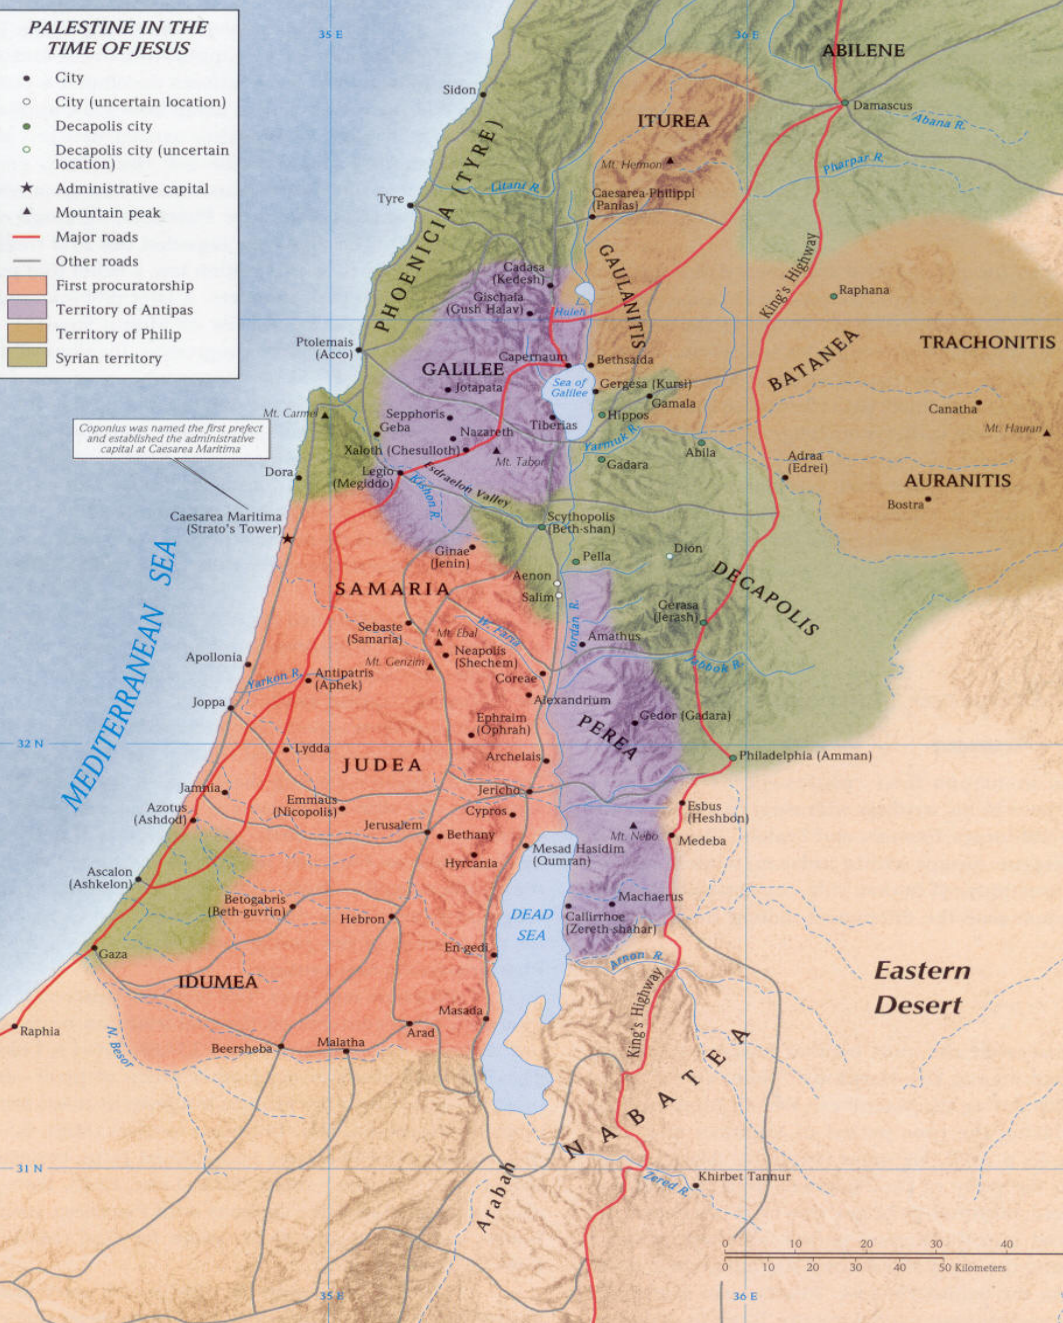 PALESTINE IN THE
TIME OF JESUS
City
City (uncertain location)
Decapolis city
Decapolis city (uncertain
location)
Administrative capital
Mountain peak
Major roads
Other roads
First procuratorship
Territory of Antipas
Territory of Philip
Syrian territory
35 E
36 E
ABILENE
Sidon
Damascus
Abana R.
ITUREA
Mt. Hermon
Pharpar R.
PHOENICIA (TYRE)
Litani R.
Tyre
Caesarea Philippi
(Panias)
GAULANITIS
King's Highway
Cadasa
(Kedesh)
Gischala
(Gush Halav)
Huleh
Raphana
BATANEA
TRACHONITIS
Ptolemais
(Acco)
Capernaum
Bethsaida
GALILEE
Jotapata
Sea of
Galilee
Gergesa (Kursi)
Gamala
Canatha
Mt. Hauran
Mt. Carmel
Sepphoris
Geba
Nazareth
Tiberias
Hippos
Yarmuk R.
Coponius was named the first prefect
and established the administrative
capital at Caesarea Maritima
Xaloth (Chesulloth)
Mt. Tabor
Gadara
Abila
Adraa
(Edrei)
AURANITIS
Bostra
Dora
Legio
(Megiddo)
Esdraelon Valley
Kishon R.
Caesarea Maritima
(Strato's Tower)
Scythopolis
(Beth-shan)
MEDITERRANEAN SEA
Ginae
(Jenin)
Pella
Dion
DECAPOLIS
Aenon
Salim
SAMARIA
Jordan R.
Gerasa
(Jerash)
Sebaste
(Samaria)
Mt. Ebal
W. Faria
Amathus
Neapolis
(Shechem)
Mt. Gerizim
Jabbok R.
Apollonia
Yarkon R.
Antipatris
(Aphek)
Coreae
Joppa
Alexandrium
Ephraim
(Ophrah)
Gedor (Gadara)
PEREA
32 N
Lydda
JUDEA
Archelais
Philadelphia (Amman)
Jamnia
Jericho
Azotus
(Ashdod)
Emmaus
(Nicopolis)
Cypros
Esbus
(Heshbon)
Jerusalem
Bethany
Mt. Nebo
Medeba
Hyrcania
Mesad Hasidim
(Qumran)
Ascalon
(Ashkelon)
Betogabris
(Beth-guvrin)
Hebron
DEAD
SEA
Machaerus
Callirrhoe
(Zereth-shahar)
Gaza
En-gedi
Arnon R.
IDUMEA
Eastern
Desert
King's Highway
Raphia
N. Besor
Masada
Beersheba
Malatha
Arad
NABATEA
31 N
Arabah
Zered R.
Khirbet Tannur
0 10 20 30 40
0 10 20 30 40 50 Kilometers
35 E
36 E